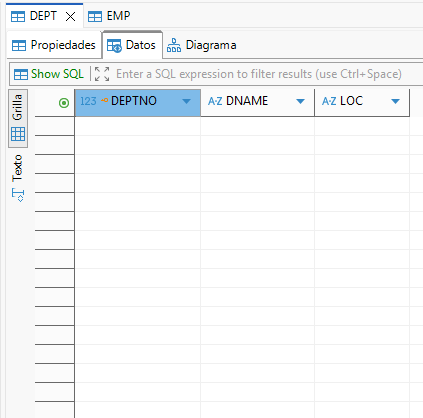 DEPT EMP
Propiedades Datos Diagrama
Show SQL Enter a SQL expression to filter results (use Ctrl+Space)
Grilla
Texto
123 DEPTNO A-Z DNAME A-Z LOC